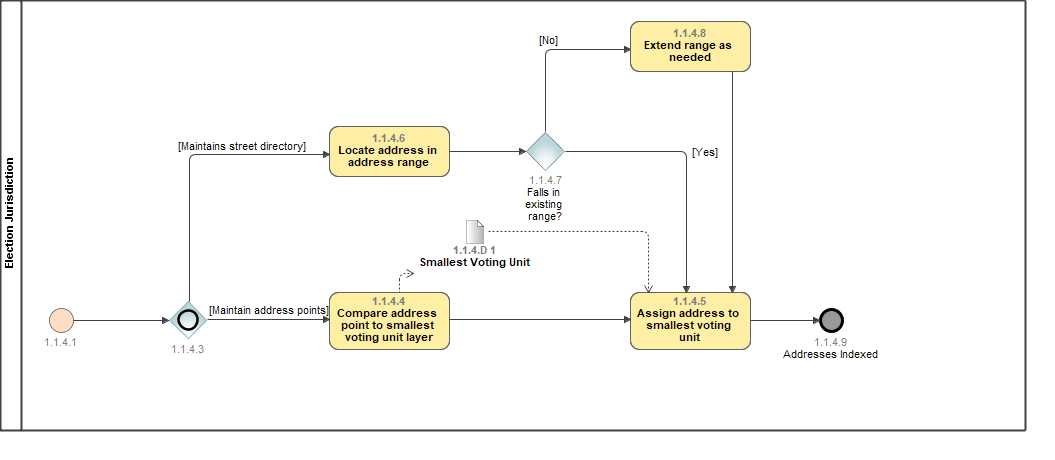 Election Jurisdiction
1.1.4.1
1.1.4.3
[Maintains street directory]
[Maintain address points]
1.1.4.6
Locate address in
address range
1.1.4.7
Falls in
existing
range?
[No]
[Yes]
1.1.4.8
Extend range as
needed
1.1.4.D 1
Smallest Voting Unit
1.1.4.4
Compare address
point to smallest
voting unit layer
1.1.4.5
Assign address to
smallest voting
unit
1.1.4.9
Addresses Indexed